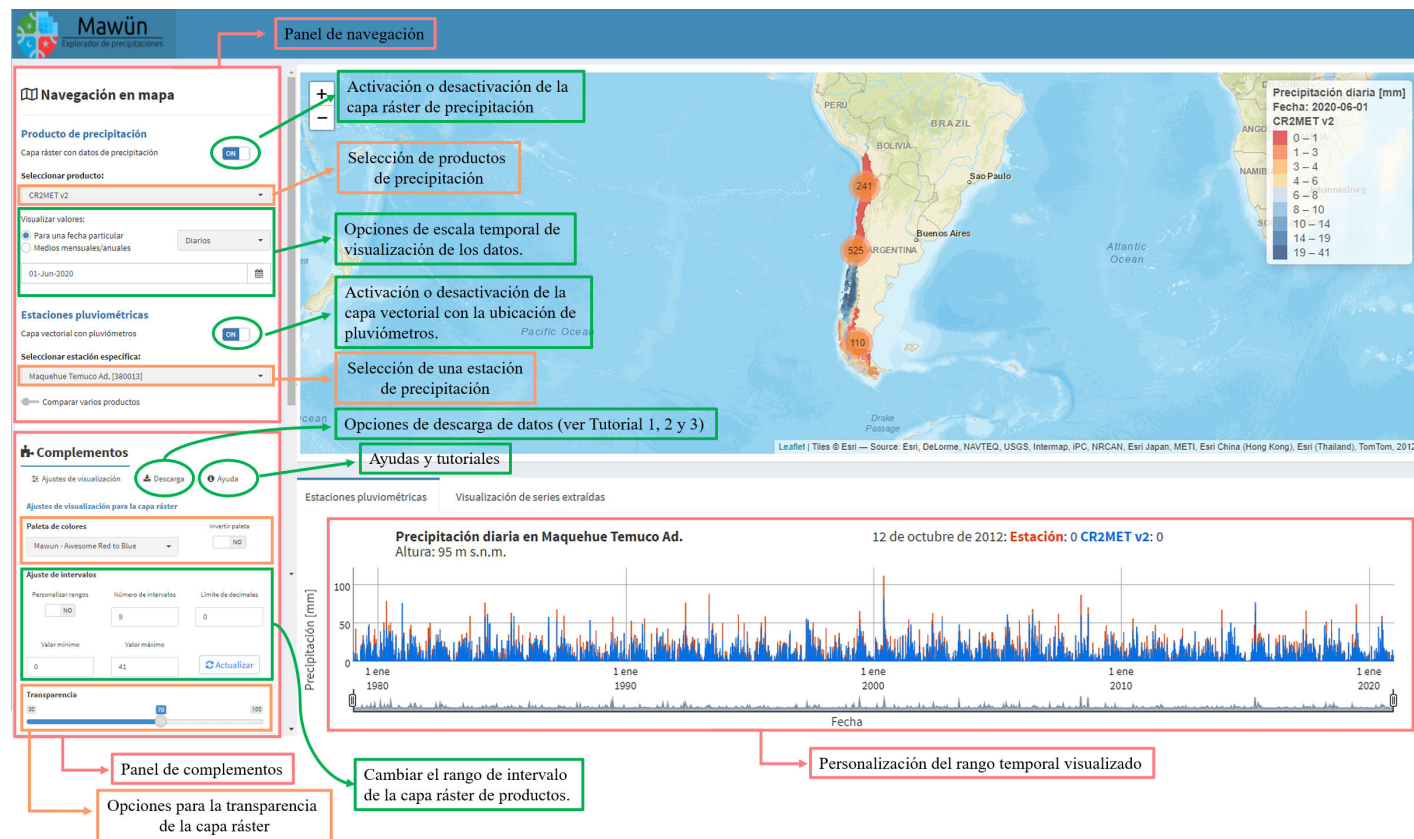 Mawün
Explorador de precipitaciones
Panel de navegación
Navegación en mapa
Producto de precipitación
Capa ráster con datos de precipitación
ON
Seleccionar producto:
CR2MET v2
Visualizar valores:
Para una fecha particular
Medios mensuales/anuales
Diarios
01-Jun-2020
Estaciones pluviométricas
Capa vectorial con pluviómetros
ON
Seleccionar estación específica:
Maquehue Temuco Ad. [380013]
Comparar varios productos
Complementos
Ajustes de visualización
Descarga
Ayuda
Ajustes de visualización para la capa ráster
Paleta de colores
Invertir paleta
Mawun - Awesome Red to Blue
NO
Ajuste de intervalos
Personalizar rangos
Número de intervalos
Límite de decimales
NO
9
0
Valor mínimo
Valor máximo
0
41
Actualizar
Transparencia
30
70
100
+
−
Activación o desactivación de la
capa ráster de precipitación
Selección de productos
de precipitación
Opciones de escala temporal de
visualización de los datos.
Activación o desactivación de la
capa vectorial con la ubicación de
pluviómetros.
Selección de una estación
de precipitación
Opciones de descarga de datos (ver Tutorial 1, 2 y 3)
Ayudas y tutoriales
PERU
BRAZIL
BOLIVIA
Sao Paulo
241
Buenos Aires
525
ARGENTINA
110
Atlantic
Ocean
Pacific Ocean
Drake
Passage
Johannesburg
Precipitación diaria [mm]
Fecha: 2020-06-01
CR2MET v2
0 – 1
1 – 3
3 – 4
4 – 6
6 – 8
8 – 10
10 – 14
14 – 19
19 – 41
Leaflet | Tiles © Esri — Source: Esri, DeLorme, NAVTEQ, USGS, Intermap, iPC, NRCAN, Esri Japan, METI, Esri China (Hong Kong), Esri (Thailand), TomTom, 2012
Estaciones pluviométricas
Visualización de series extraídas
Precipitación diaria en Maquehue Temuco Ad.
Altura: 95 m s.n.m.
12 de octubre de 2012: Estación: 0 CR2MET v2: 0
Precipitación [mm]
100
50
0
1 ene
1980
1 ene
1990
1 ene
2000
1 ene
2010
1 ene
2020
Fecha
Panel de complementos
Opciones para la transparencia
de la capa ráster
Cambiar el rango de intervalo
de la capa ráster de productos.
Personalización del rango temporal visualizado